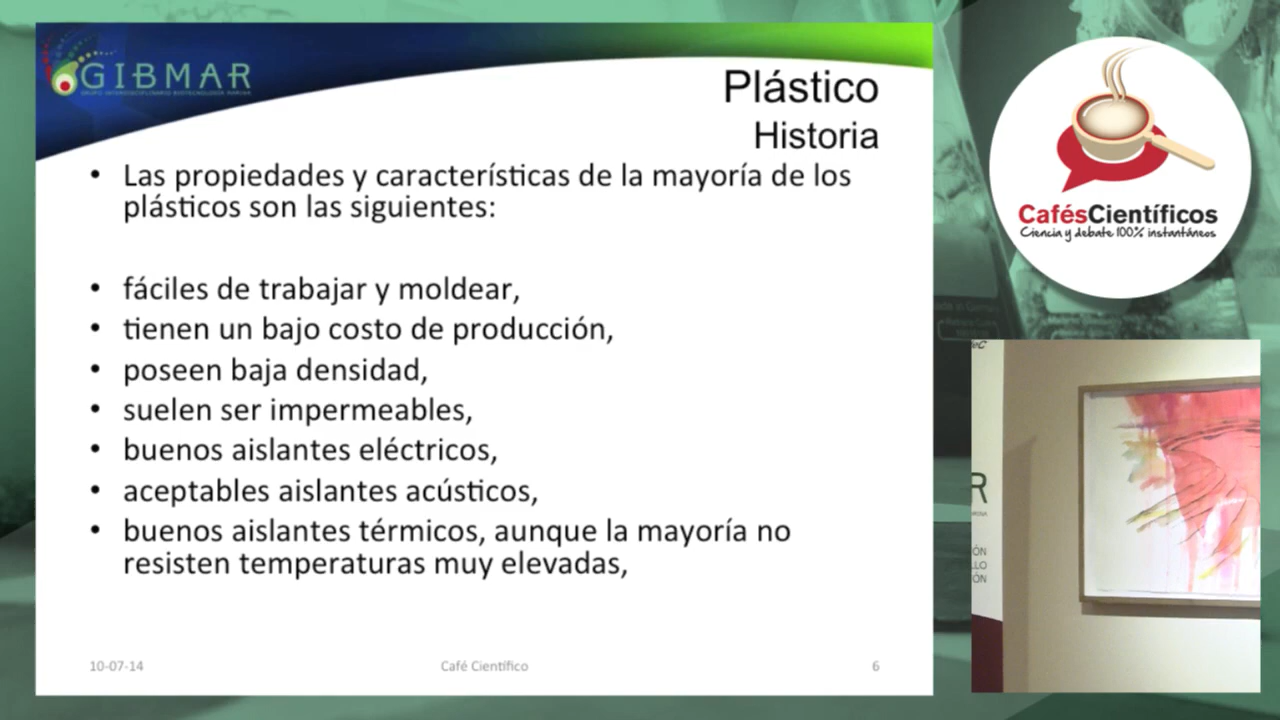 GIBMAR
Plástico
Historia
• Las propiedades y características de la mayoría de los
plásticos son las siguientes:
• fáciles de trabajar y moldear,
• tienen un bajo costo de producción,
• poseen baja densidad,
• suelen ser impermeables,
• buenos aislantes eléctricos,
• aceptables aislantes acústicos,
• buenos aislantes térmicos, aunque la mayoría no
resisten temperaturas muy elevadas,
10-07-14
Café Científico
6
CafésCientíficos
Ciencia y debate 100% instantáneos
R
ÓN
LLO
IÓN